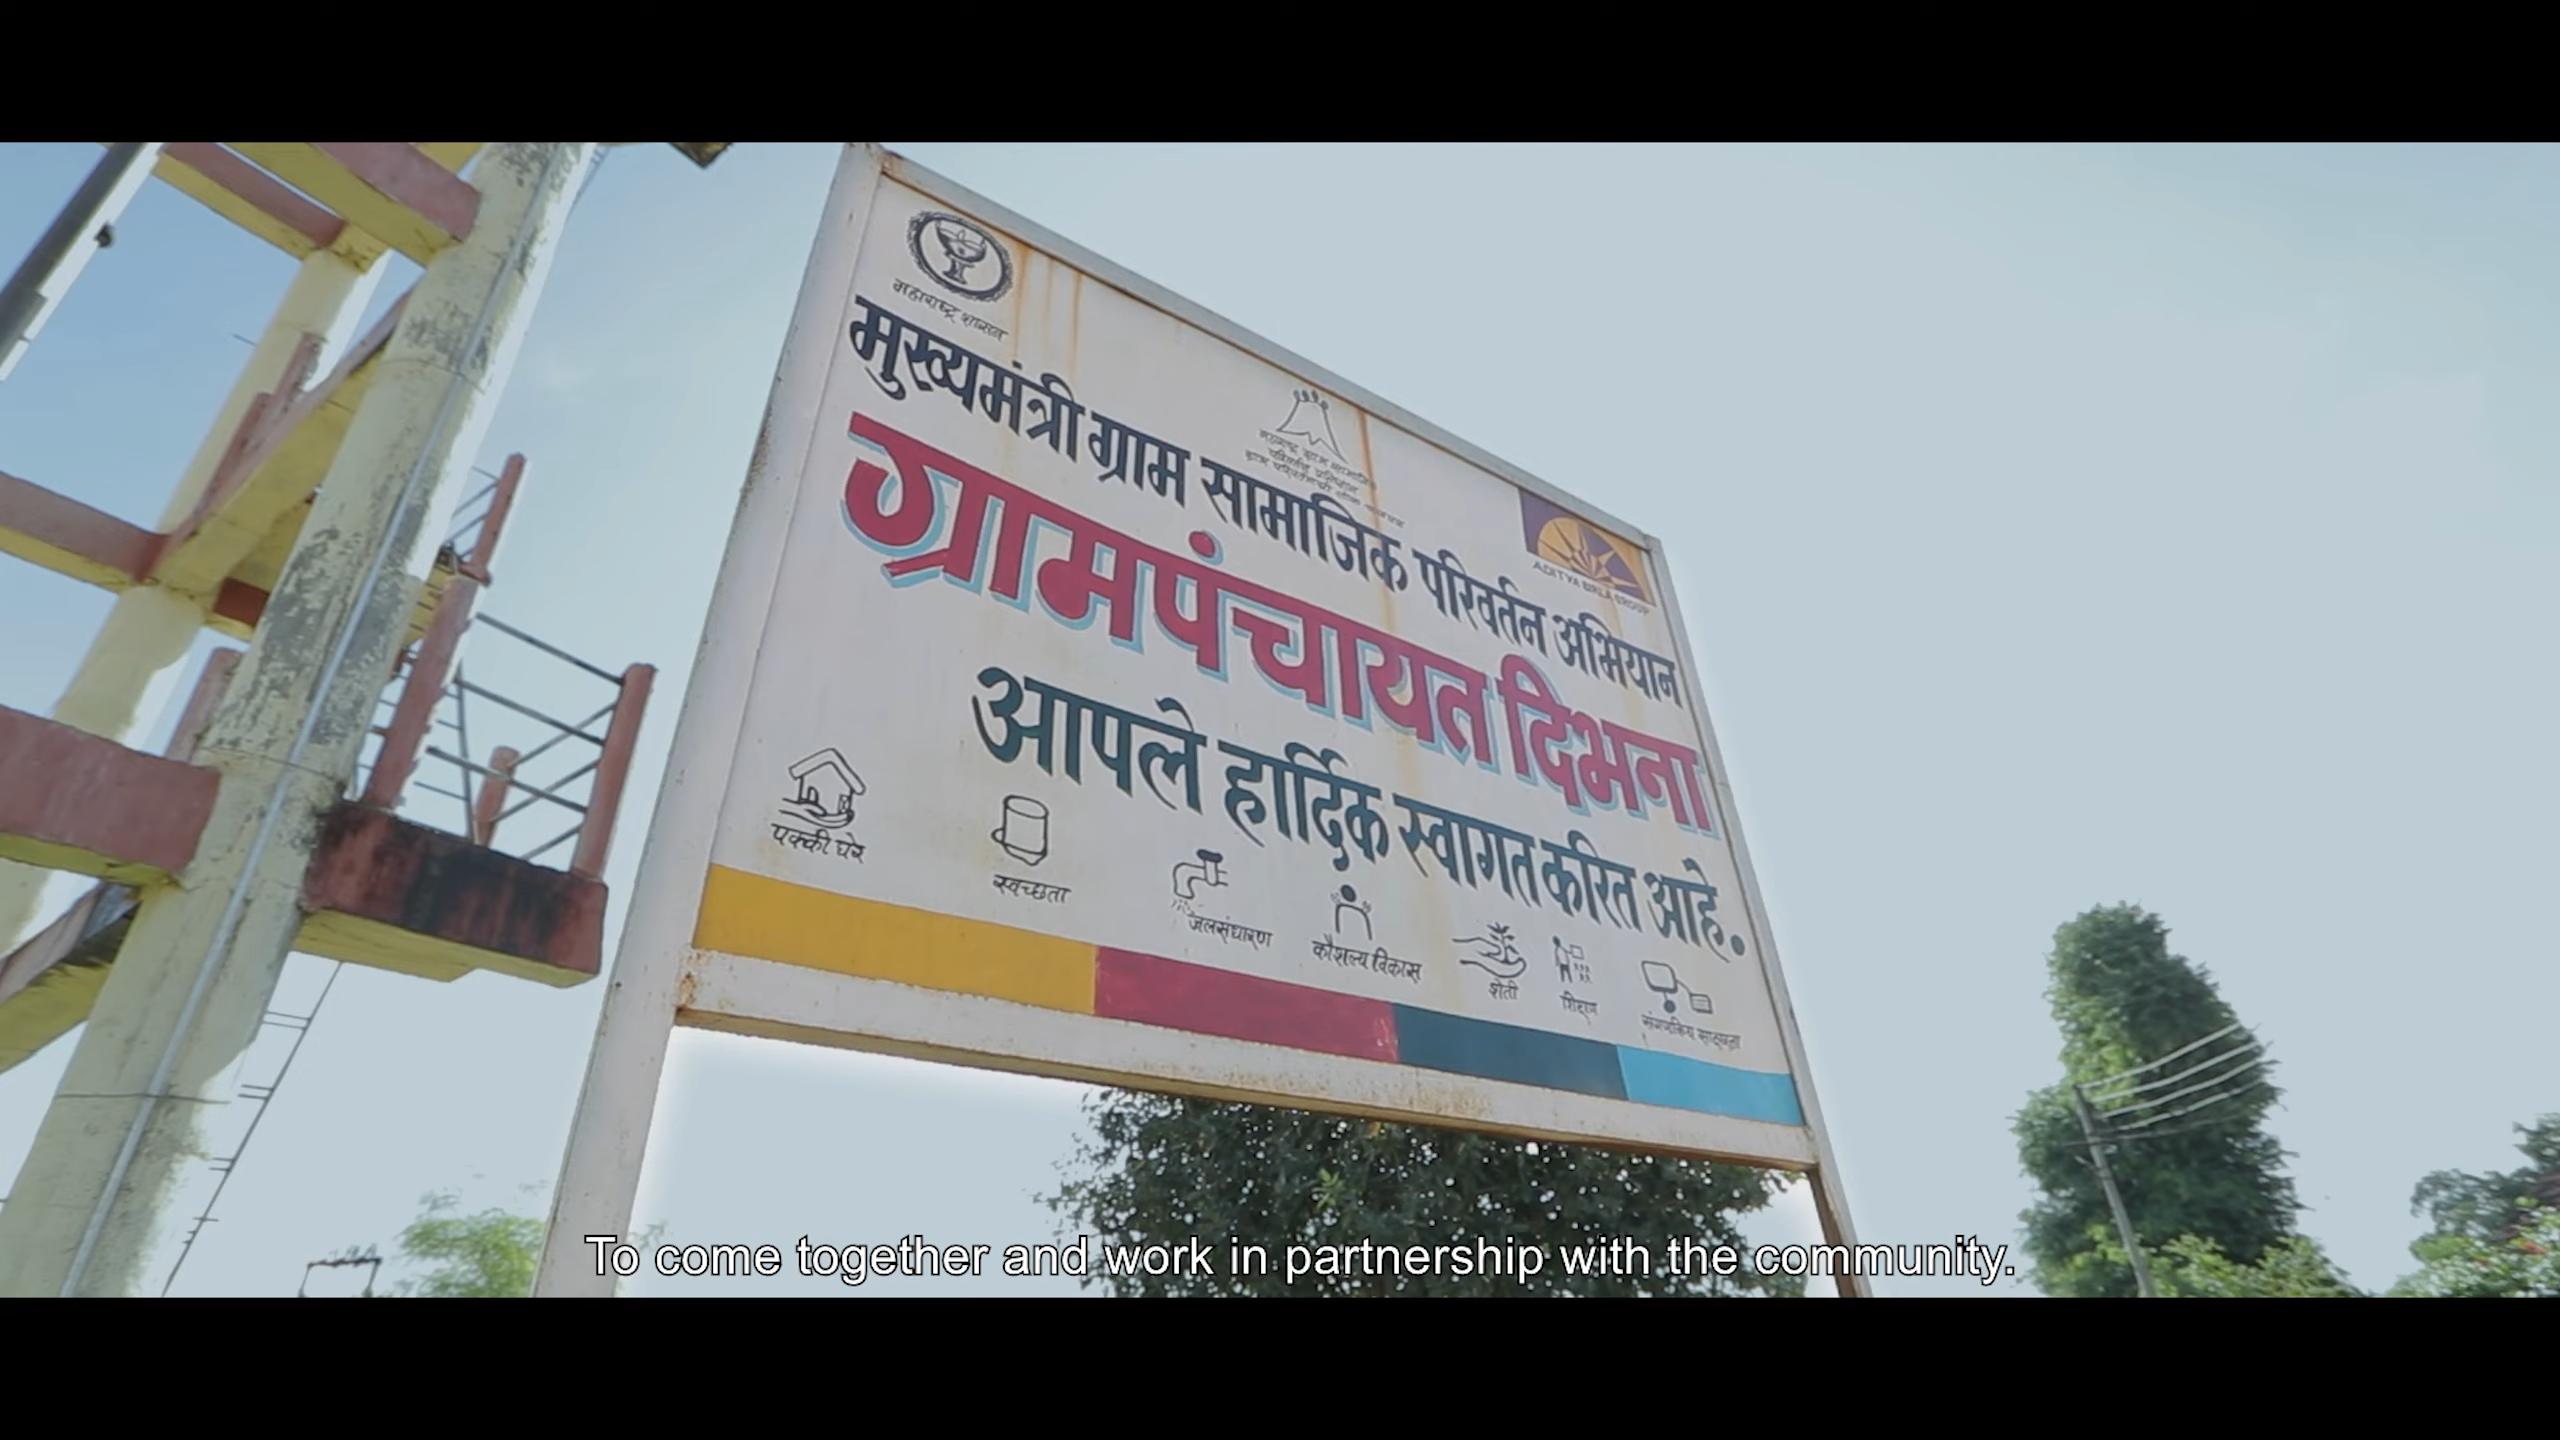 महाराष्ट्र शासन
मुख्यमंत्री ग्राम सामाजिक परिवर्तन अभियान
ADITYA BIRLA GROUP
ग्रामपंचायत दिभना
आपले हार्दिक स्वागत करित आहे.
पक्की घरे
स्वच्छता
जलसंधारण
कौशल्य विकास
शेती
To come together and work in partnership with the community.